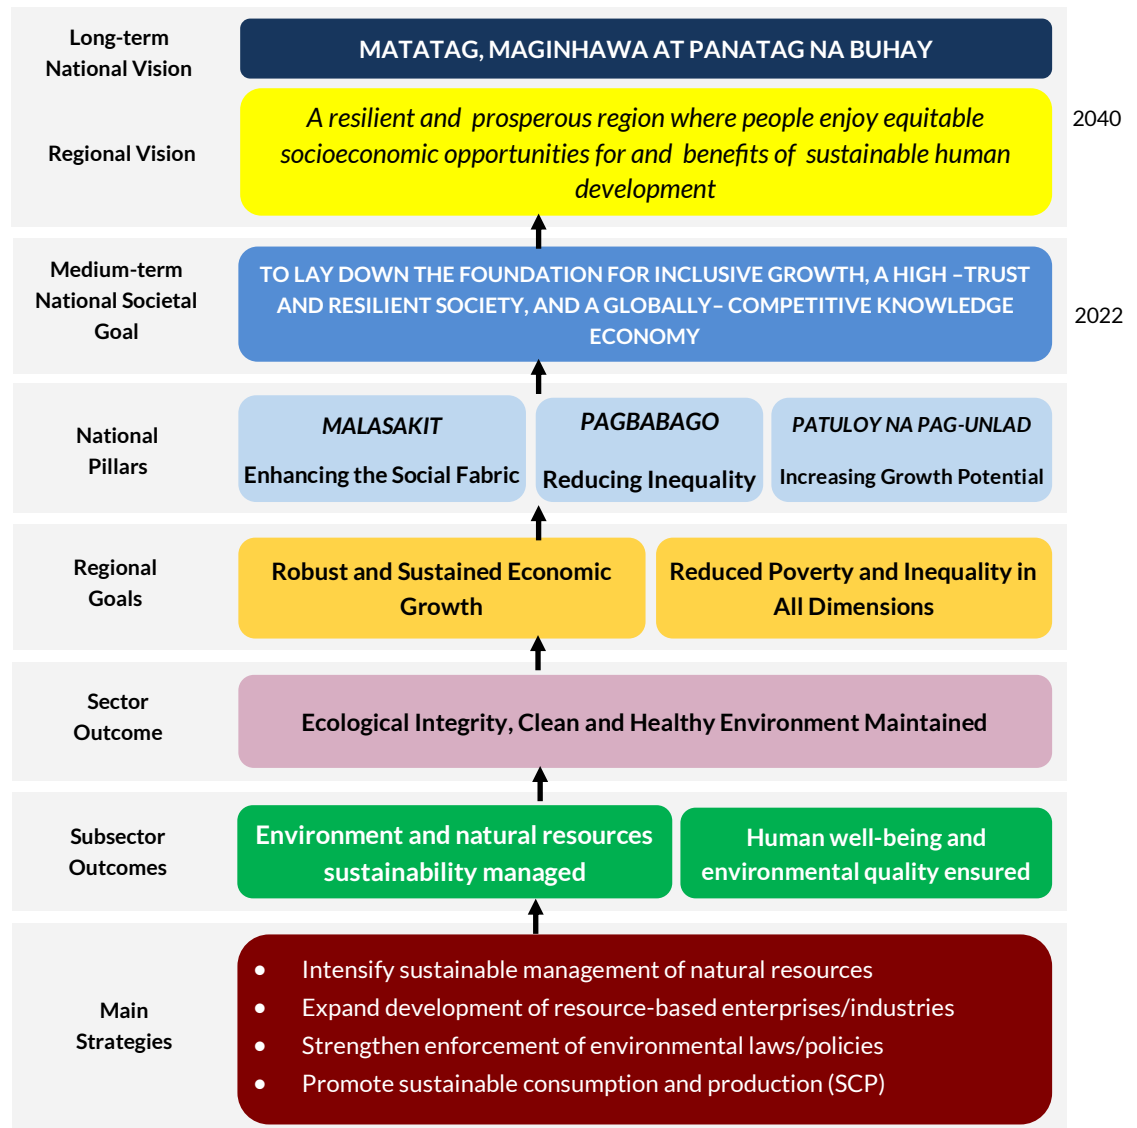 Long-term
National Vision
MATATAG, MAGINHAWA AT PANATAG NA BUHAY
Regional Vision
A resilient and prosperous region where people enjoy equitable
socioeconomic opportunities for and benefits of sustainable human
development
2040
Medium-term
National Societal
Goal
TO LAY DOWN THE FOUNDATION FOR INCLUSIVE GROWTH, A HIGH –TRUST
AND RESILIENT SOCIETY, AND A GLOBALLY– COMPETITIVE KNOWLEDGE
ECONOMY
2022
National
Pillars
MALASAKIT
Enhancing the Social Fabric
PAGBABAGO
Reducing Inequality
PATULOY NA PAG-UNLAD
Increasing Growth Potential
Regional
Goals
Robust and Sustained Economic
Growth
Reduced Poverty and Inequality in
All Dimensions
Sector
Outcome
Ecological Integrity, Clean and Healthy Environment Maintained
Subsector
Outcomes
Environment and natural resources
sustainability managed
Human well-being and
environmental quality ensured
Main
Strategies
• Intensify sustainable management of natural resources
• Expand development of resource-based enterprises/industries
• Strengthen enforcement of environmental laws/policies
• Promote sustainable consumption and production (SCP)